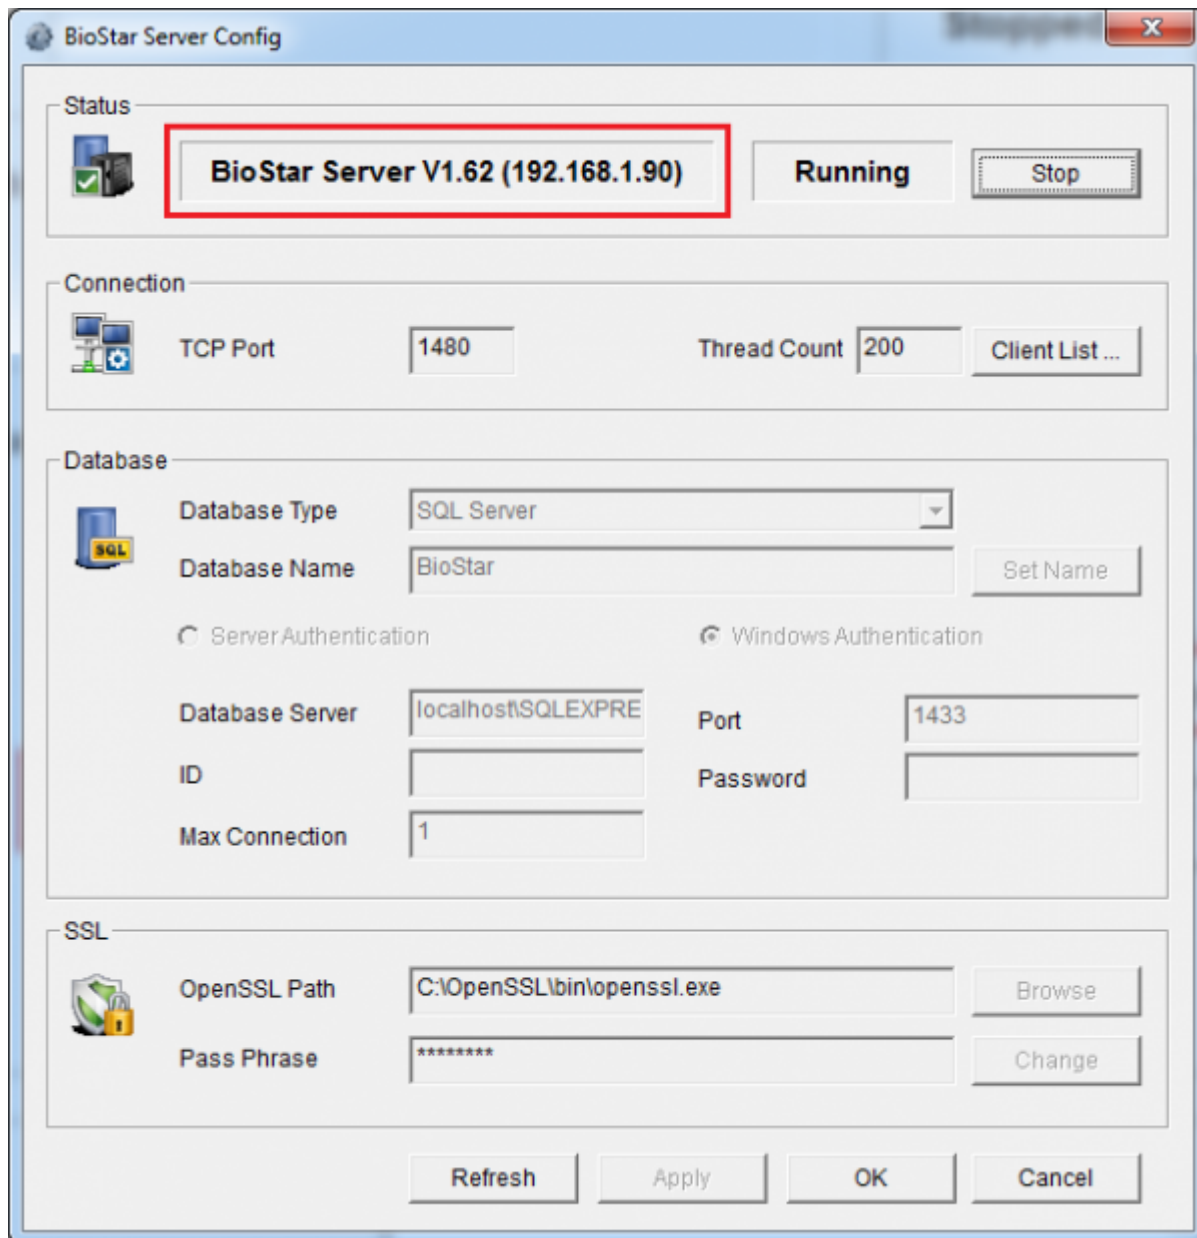 BioStar Server Config
Stopped
Status
BioStar Server V1.62 (192.168.1.90) Running Stop
Connection
TCP Port 1480 Thread Count 200 Client List ...
Database
Database Type SQL Server
SQL
Database Name BioStar Set Name
Server Authentication Windows Authentication
Database Server localhost\SQLEXPRE Port 1433
ID Password
Max Connection 1
SSL
OpenSSL Path C:\OpenSSL\bin\openssl.exe Browse
Pass Phrase ******** Change
Refresh Apply OK Cancel